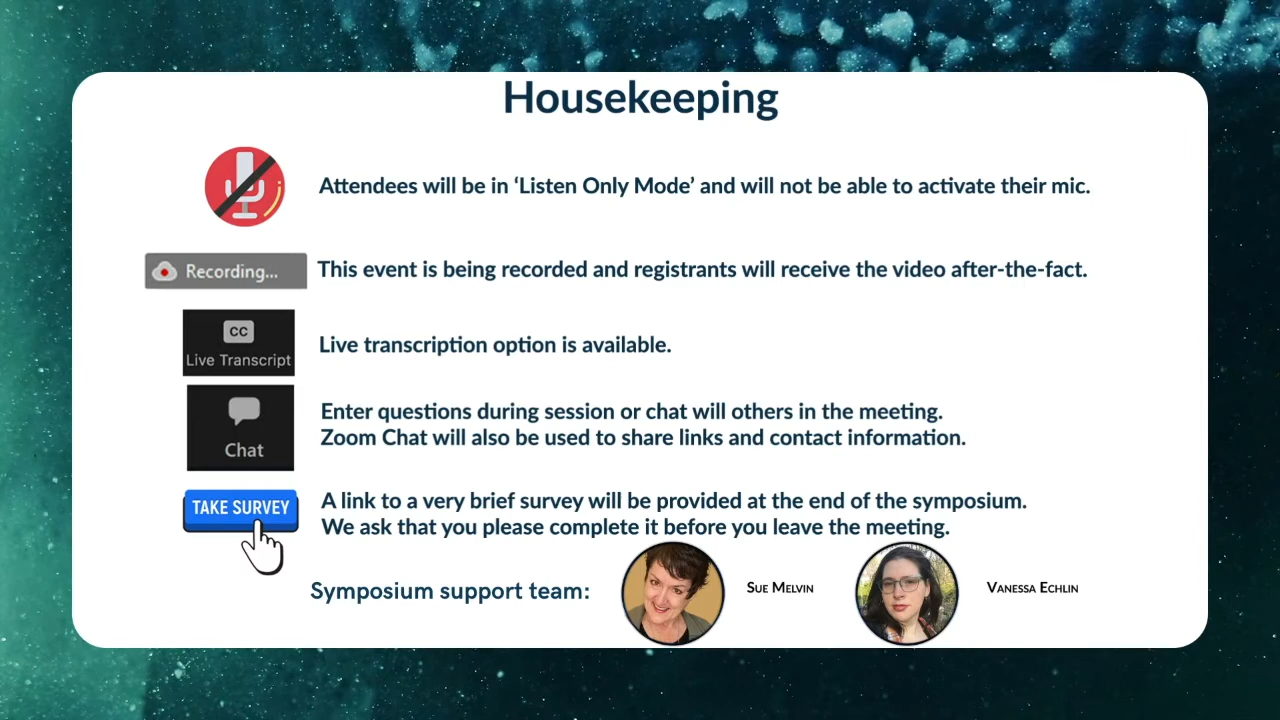 Housekeeping
Attendees will be in ‘Listen Only Mode’ and will not be able to activate their mic.
Recording...
This event is being recorded and registrants will receive the video after-the-fact.
CC
Live Transcript
Live transcription option is available.
Enter questions during session or chat will others in the meeting.
Zoom Chat will also be used to share links and contact information.
Chat
TAKE SURVEY
A link to a very brief survey will be provided at the end of the symposium.
We ask that you please complete it before you leave the meeting.
Symposium support team:
Sue Melvin
Vanessa Echlin